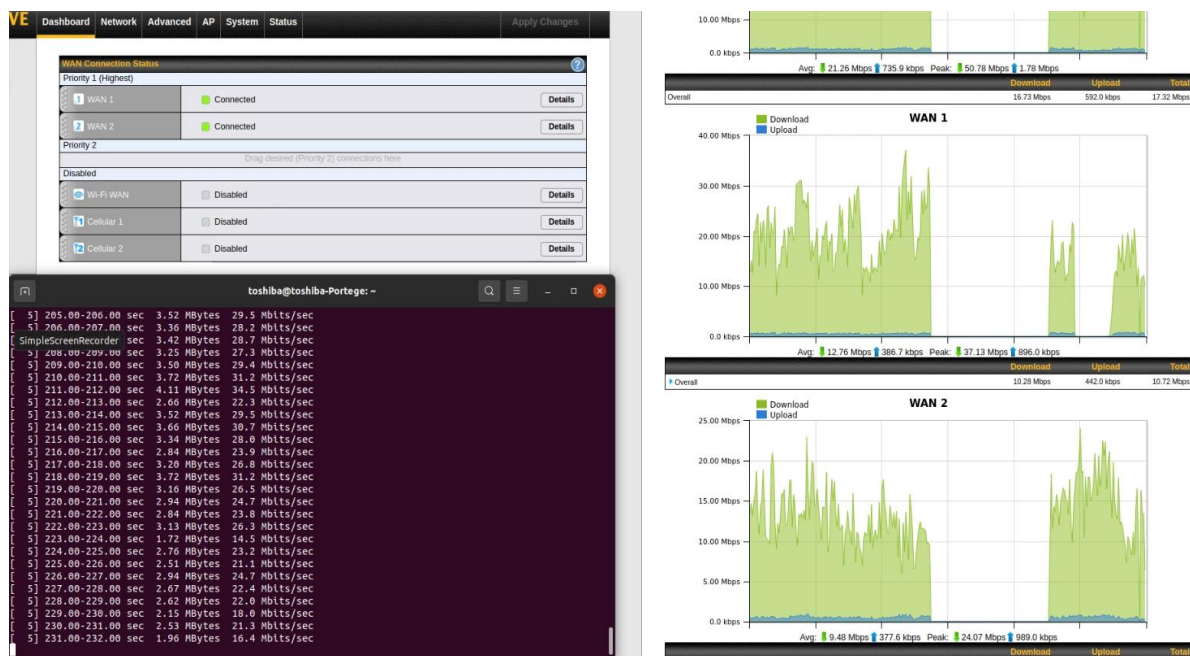 VE Dashboard Network Advanced AP System Status Apply Changes
WAN Connection Status
Priority 1 (Highest)
1 WAN 1 Connected Details
2 WAN 2 Connected Details
Priority 2
Drag desired (Priority 2) connections here
Disabled
Wi-Fi WAN Disabled Details
1 Cellular 1 Disabled Details
2 Cellular 2 Disabled Details
toshiba@toshiba-Portege: ~
[ 5] 205.00-206.00 sec 3.52 MBytes 29.5 Mbits/sec
[ 5] 206.00-207.00 sec 3.36 MBytes 28.2 Mbits/sec
SimpleScreenRecorder sec 3.42 MBytes 28.7 Mbits/sec
[ 5] 208.00-209.00 sec 3.25 MBytes 27.3 Mbits/sec
[ 5] 209.00-210.00 sec 3.50 MBytes 29.4 Mbits/sec
[ 5] 210.00-211.00 sec 3.72 MBytes 31.2 Mbits/sec
[ 5] 211.00-212.00 sec 4.11 MBytes 34.5 Mbits/sec
[ 5] 212.00-213.00 sec 2.66 MBytes 22.3 Mbits/sec
[ 5] 213.00-214.00 sec 3.52 MBytes 29.5 Mbits/sec
[ 5] 214.00-215.00 sec 3.66 MBytes 30.7 Mbits/sec
[ 5] 215.00-216.00 sec 3.34 MBytes 28.0 Mbits/sec
[ 5] 216.00-217.00 sec 2.84 MBytes 23.9 Mbits/sec
[ 5] 217.00-218.00 sec 3.20 MBytes 26.8 Mbits/sec
[ 5] 218.00-219.00 sec 3.72 MBytes 31.2 Mbits/sec
[ 5] 219.00-220.00 sec 3.16 MBytes 26.5 Mbits/sec
[ 5] 220.00-221.00 sec 2.94 MBytes 24.7 Mbits/sec
[ 5] 221.00-222.00 sec 2.84 MBytes 23.8 Mbits/sec
[ 5] 222.00-223.00 sec 3.13 MBytes 26.3 Mbits/sec
[ 5] 223.00-224.00 sec 1.72 MBytes 14.5 Mbits/sec
[ 5] 224.00-225.00 sec 2.76 MBytes 23.2 Mbits/sec
[ 5] 225.00-226.00 sec 2.51 MBytes 21.1 Mbits/sec
[ 5] 226.00-227.00 sec 2.94 MBytes 24.7 Mbits/sec
[ 5] 227.00-228.00 sec 2.67 MBytes 22.4 Mbits/sec
[ 5] 228.00-229.00 sec 2.62 MBytes 22.0 Mbits/sec
[ 5] 229.00-230.00 sec 2.15 MBytes 18.0 Mbits/sec
[ 5] 230.00-231.00 sec 2.53 MBytes 21.3 Mbits/sec
[ 5] 231.00-232.00 sec 1.96 MBytes 16.4 Mbits/sec
10.00 Mbps
0.0 kbps
Avg: 21.26 Mbps 735.9 kbps Peak: 50.78 Mbps 1.78 Mbps
Download Upload Total
Overall 16.73 Mbps 592.0 kbps 17.32 Mbps
WAN 1
Download
Upload
40.00 Mbps
30.00 Mbps
20.00 Mbps
10.00 Mbps
0.0 kbps
Avg: 12.76 Mbps 386.7 kbps Peak: 37.13 Mbps 896.0 kbps
Download Upload Total
Overall 10.28 Mbps 442.0 kbps 10.72 Mbps
WAN 2
Download
Upload
25.00 Mbps
20.00 Mbps
15.00 Mbps
10.00 Mbps
5.00 Mbps
0.0 kbps
Avg: 9.48 Mbps 377.6 kbps Peak: 24.07 Mbps 989.0 kbps
Download Upload Total